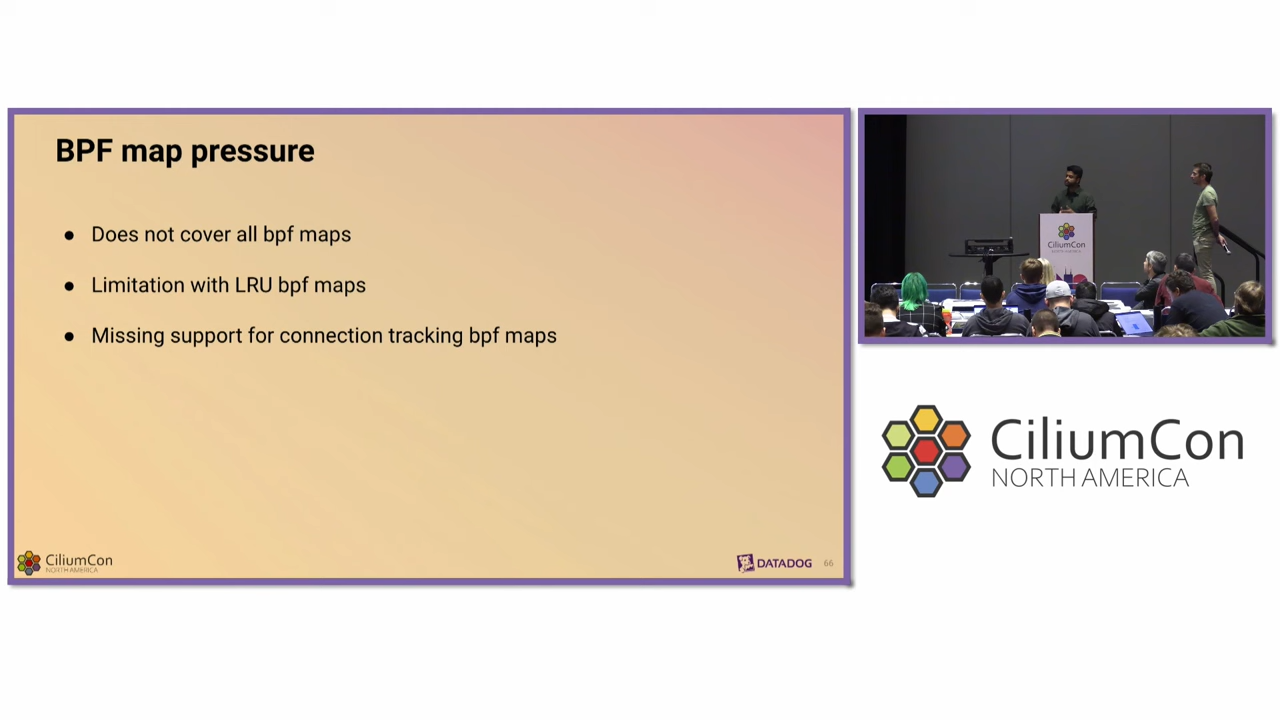 BPF map pressure
● Does not cover all bpf maps
● Limitation with LRU bpf maps
● Missing support for connection tracking bpf maps
CiliumCon
NORTH AMERICA
DATADOG
66
CiliumCon
CiliumCon
NORTH AMERICA